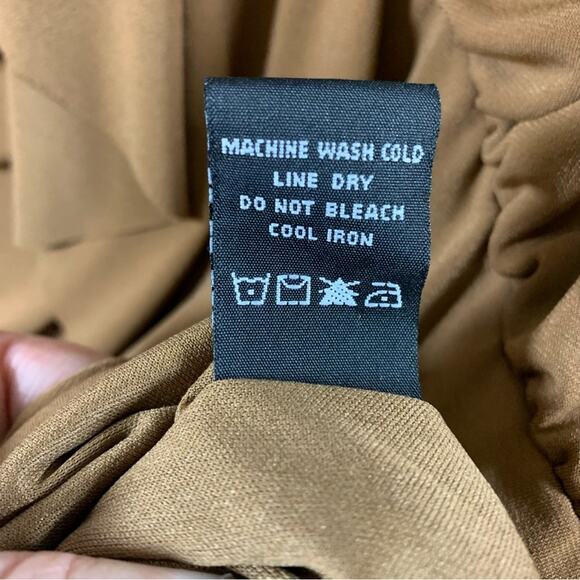 MACHINE WASH COLD
LINE DRY
DO NOT BLEACH
COOL IRON